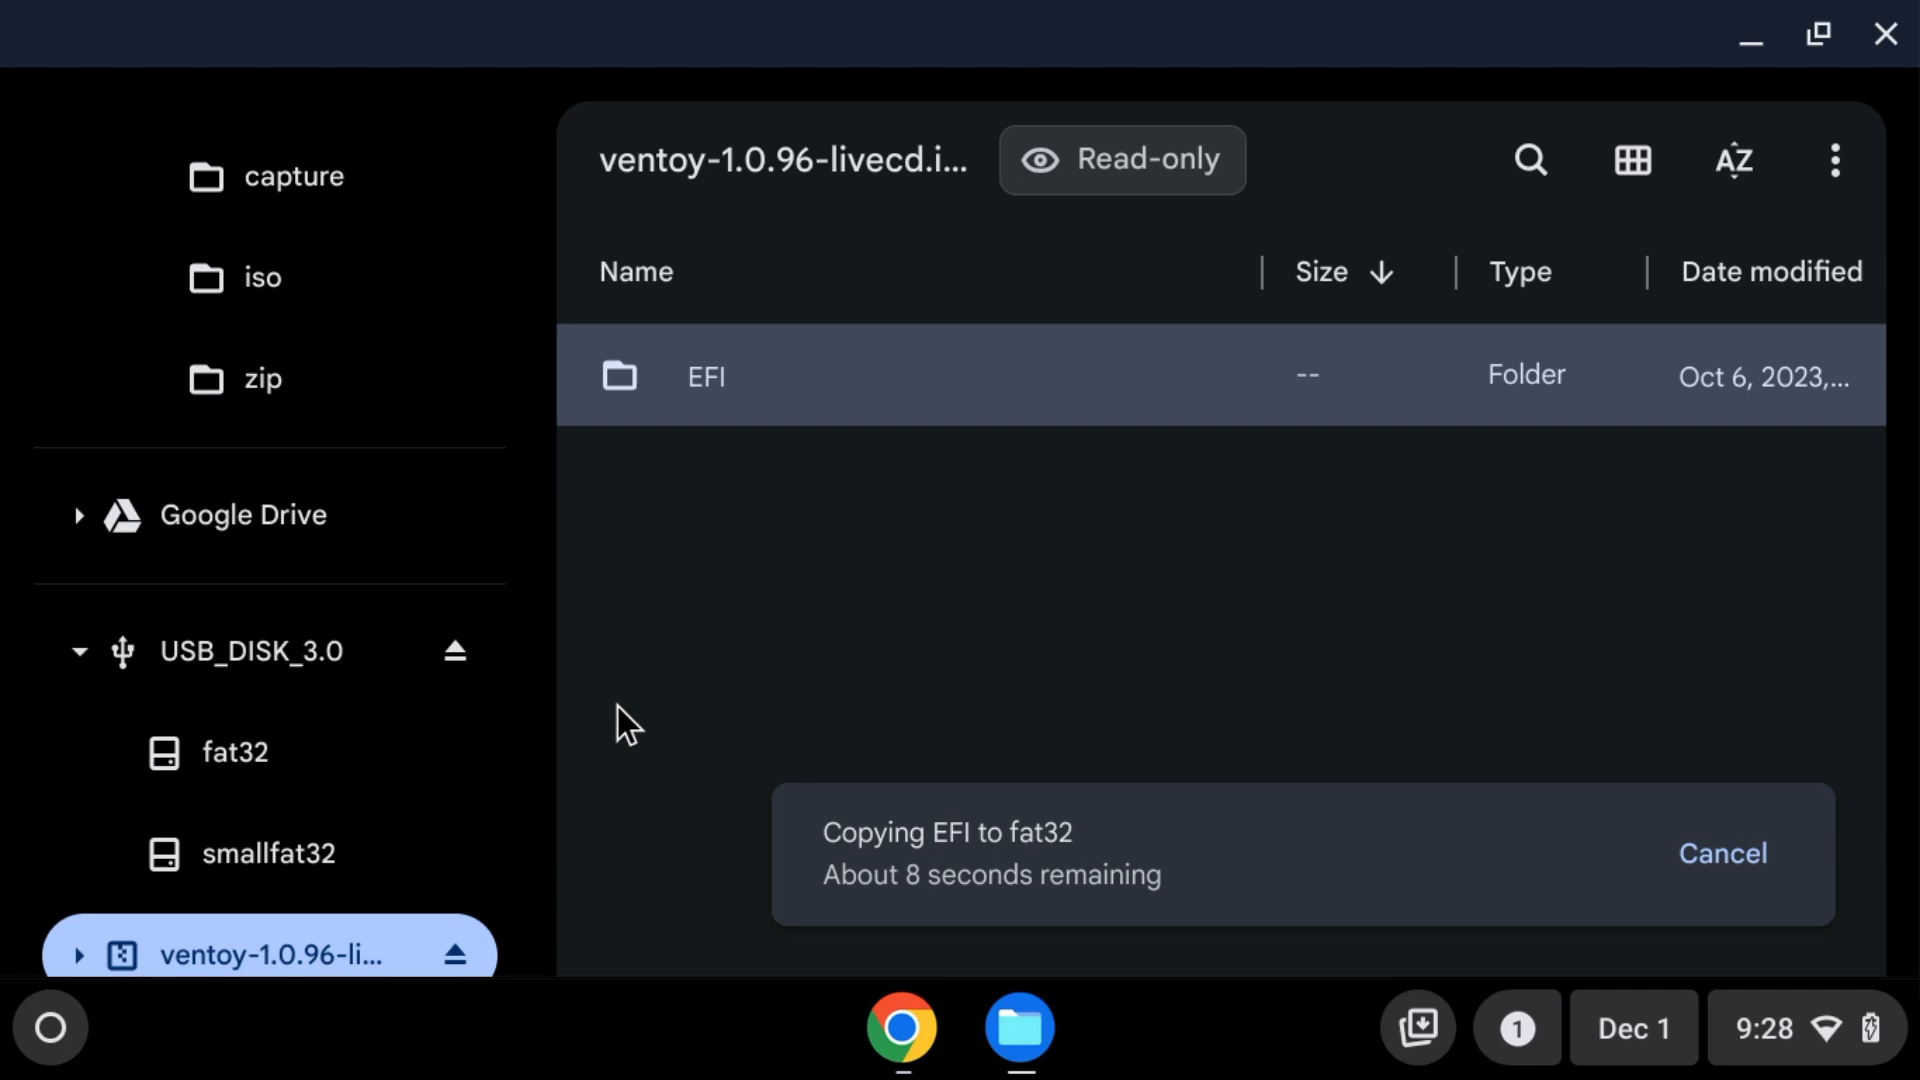 capture
iso
zip
Google Drive
USB_DISK_3.0
fat32
smallfat32
ventoy-1.0.96-li...
ventoy-1.0.96-livecd.i... Read-only AZ
Name Size Type Date modified
EFI -- Folder Oct 6, 2023,...
Copying EFI to fat32
About 8 seconds remaining
Cancel
1 Dec 1 9:28